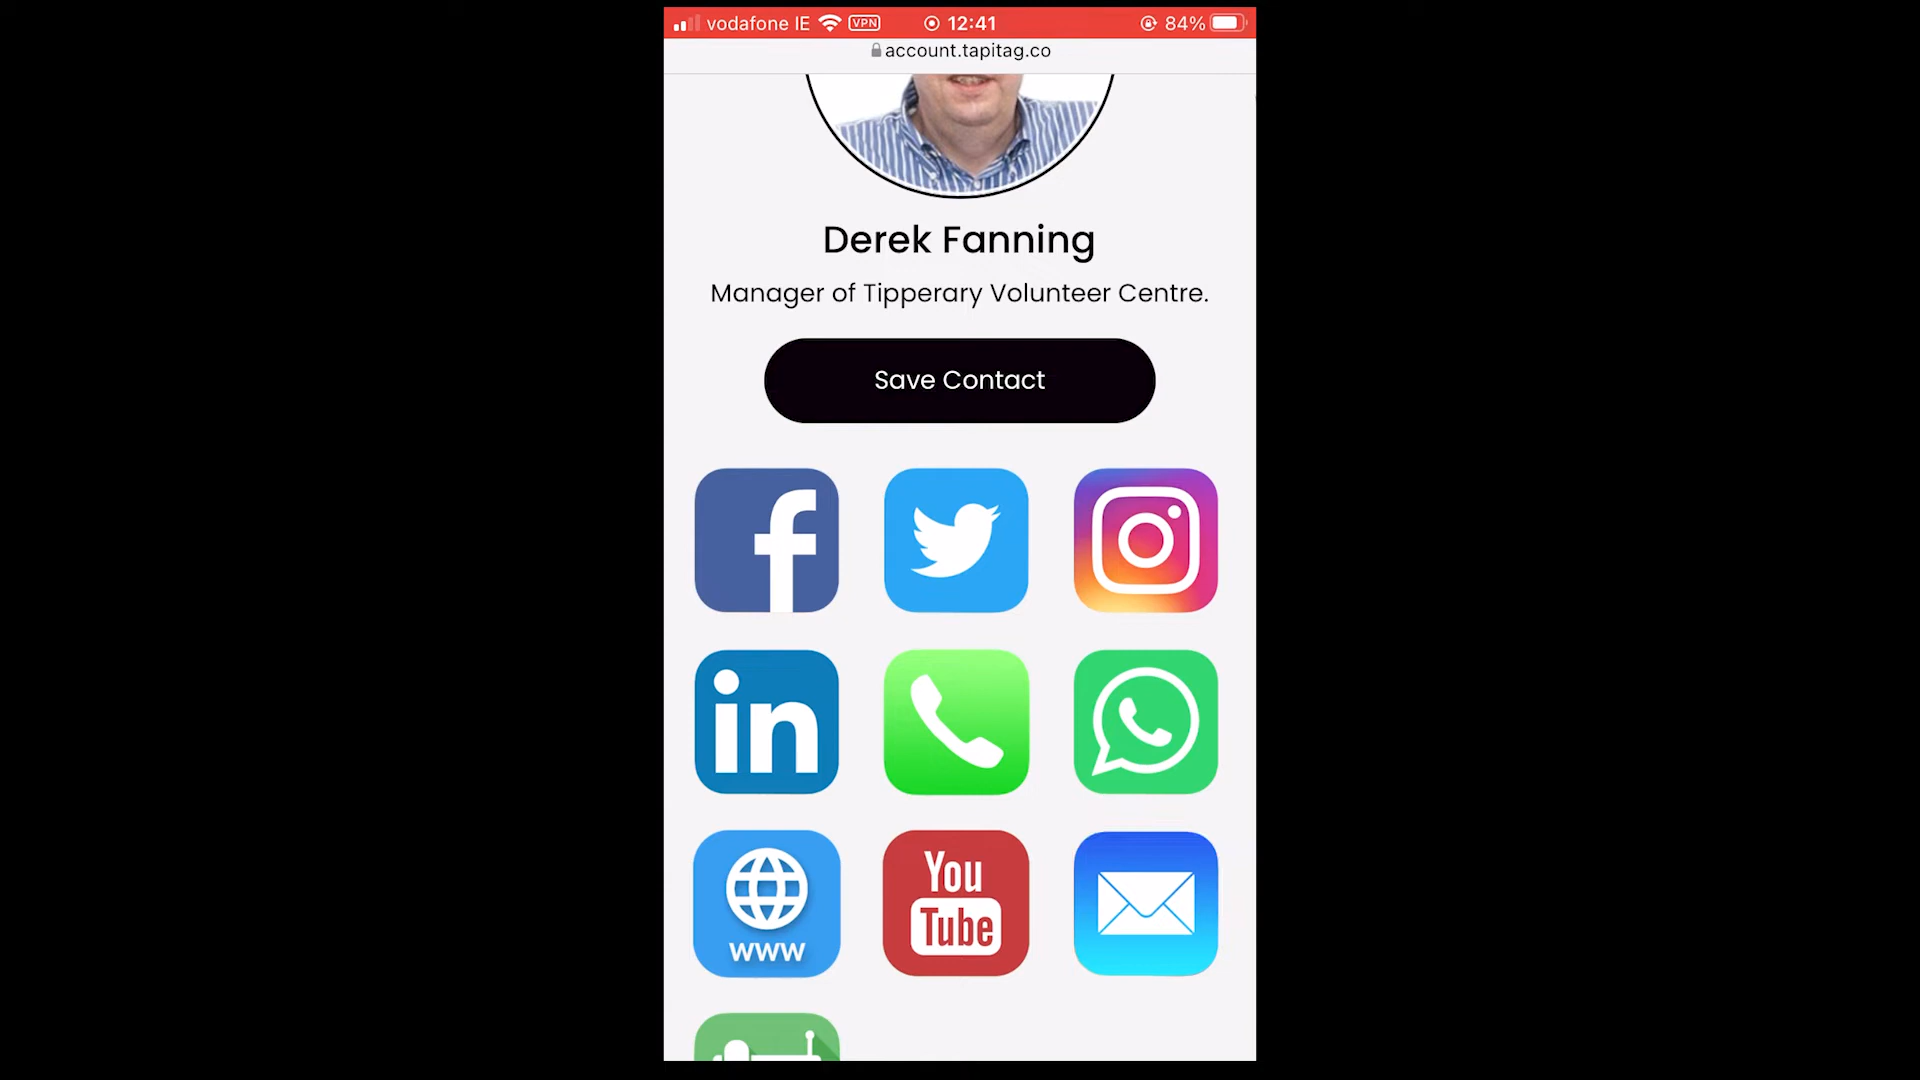 vodafone IE VPN 12:41 84%
account.tapitag.co
Derek Fanning
Manager of Tipperary Volunteer Centre.
Save Contact
f
in
www
You
Tube